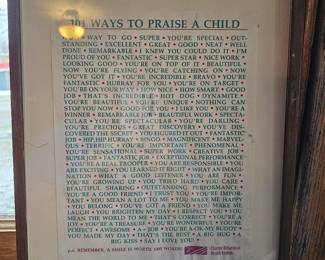 101 WAYS TO PRAISE A CHILD
WAY TO GO • SUPER • YOU'RE SPECIAL • OUT-
STANDING • EXCELLENT • GREAT • GOOD • NEAT • WELL
DONE • REMARKABLE • I KNEW YOU COULD DO IT • I'M
PROUD OF YOU • FANTASTIC • SUPER STAR • NICE WORK •
LOOKING GOOD • YOU'RE ON TOP OF IT • BEAUTIFUL •
NOW YOU'RE FLYING • YOU'RE CATCHING ON • NOW
YOU'VE GOT IT • YOU'RE INCREDIBLE • BRAVO • YOU'RE
FANTASTIC • HURRAY FOR YOU • YOU'RE ON TARGET •
YOU'RE ON YOUR WAY • HOW NICE • HOW SMART • GOOD
JOB • THAT'S INCREDIBLE • HOT DOG • DYNAMITE •
YOU'RE BEAUTIFUL • YOU'RE UNIQUE • NOTHING CAN
STOP YOU NOW • GOOD FOR YOU • I LIKE YOU • YOU'RE A
WINNER • REMARKABLE JOB • BEAUTIFUL WORK • SPECTA-
CULAR • YOU'RE SPECTACULAR • YOU'RE DARLING •
YOU'RE PRECIOUS • GREAT DISCOVERY • YOU'VE DIS-
COVERED THE SECRET • YOU FIGURED IT OUT • FANTASTIC
JOB • HIP, HIP, HURRAY • BINGO • MAGNIFICENT • MARVEL-
OUS • TERRIFIC • YOU'RE IMPORTANT • PHENOMENAL •
YOU'RE SENSATIONAL • SUPER WORK • CREATIVE JOB •
SUPER JOB • FANTASTIC JOB • EXCEPTIONAL PERFORMANCE
• YOU'RE A REAL TROOPER • YOU ARE RESPONSIBLE • YOU
ARE EXCITING • YOU LEARNED IT RIGHT • WHAT AN IMAGI-
NATION • WHAT A GOOD LISTENER • YOU ARE FUN •
YOU'RE GROWING UP • YOU TRIED HARD • YOU CARE •
BEAUTIFUL SHARING • OUTSTANDING PERFORMANCE •
YOU'RE A GOOD FRIEND • I TRUST YOU • YOU'RE IMPOR-
TANT • YOU MEAN A LOT TO ME • YOU MAKE ME HAPPY
• YOU BELONG • YOU'VE GOT A FRIEND • YOU MAKE ME
LAUGH • YOU BRIGHTEN MY DAY • I RESPECT YOU • YOU
MEAN THE WORLD TO ME • THAT'S CORRECT • YOU'RE A
JOY • YOU'RE A TREASURE • YOU'RE WONDERFUL • YOU'RE
PERFECT • AWESOME • A+ JOB • YOU'RE A-OK-MY BUDDY
• YOU MADE MY DAY • THAT'S THE BEST • A BIG HUG • A
BIG KISS • SAY I LOVE YOU!
P.S. REMEMBER, A SMILE IS WORTH 1000 WORDS!